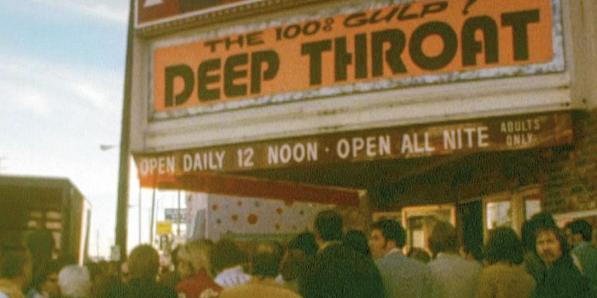 THE 100% GULP!
DEEP THROAT
OPEN DAILY 12 NOON · OPEN ALL NITE
ADULTS
ONLY